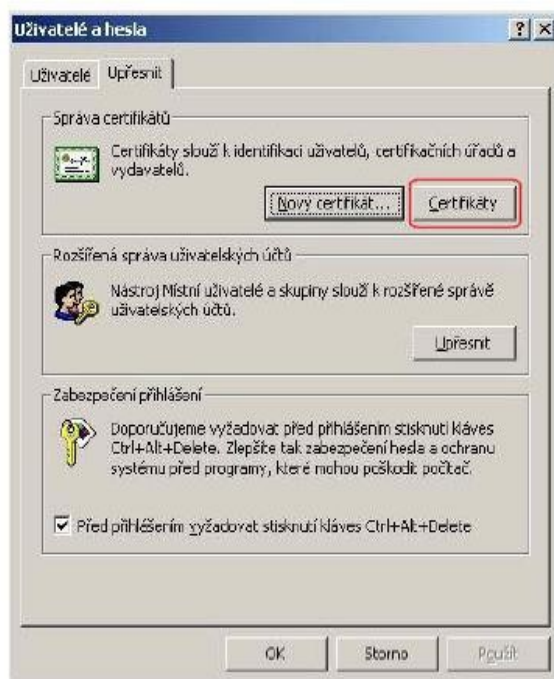 Uživatelé a hesla
Uživatelé Upřesnit
Správa certifikátů
Certifikáty slouží k identifikaci uživatelů, certifikačních úřadů a
vydavatelů.
Nový certifikát... Certifikáty
Rozšířená správa uživatelských účtů
Nástroj Místní uživatelé a skupiny slouží k rozšířené správě
uživatelských účtů.
Upřesnit
Zabezpečení přihlášení
Doporučujeme vyžadovat před přihlášením stisknutí kláves
Ctrl+Alt+Delete. Zlepšíte tak zabezpečení hesla a ochranu
systému před programy, které mohou poškodit počítač.
Před přihlášením vyžadovat stisknutí kláves Ctrl+Alt+Delete
OK Storno Použít